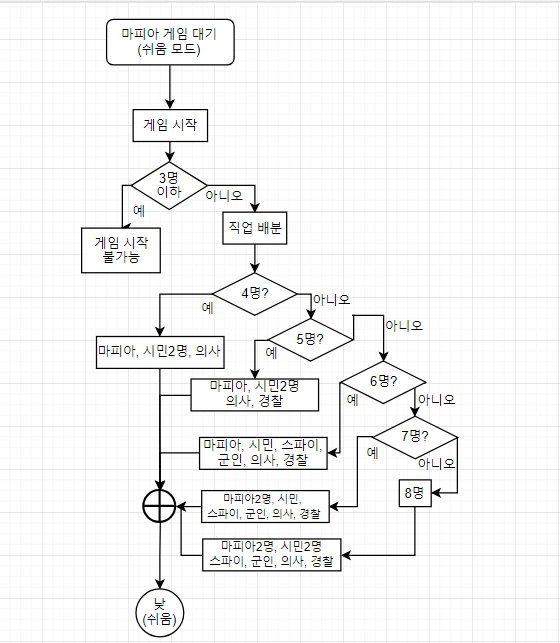 마피아 게임 대기
(쉬움 모드)
게임 시작
3명
이하
아니오
예
직업 배분
게임 시작
불가능
4명?
아니오
예
5명?
아니오
예
마피아, 시민2명, 의사
6명?
마피아, 시민2명
의사, 경찰
예
아니오
7명?
마피아, 시민, 스파이,
군인, 의사, 경찰
예
아니오
8명
마피아2명, 시민,
스파이, 군인, 의사, 경찰
마피아2명, 시민2명
스파이, 군인, 의사, 경찰
낮
(쉬움)